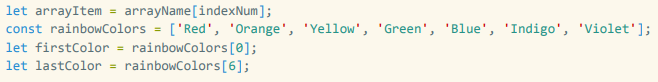 let arrayItem = arrayName[indexNum];
const rainbowColors = ['Red', 'Orange', 'Yellow', 'Green', 'Blue', 'Indigo', 'Violet'];
let firstColor = rainbowColors[0];
let lastColor = rainbowColors[6];